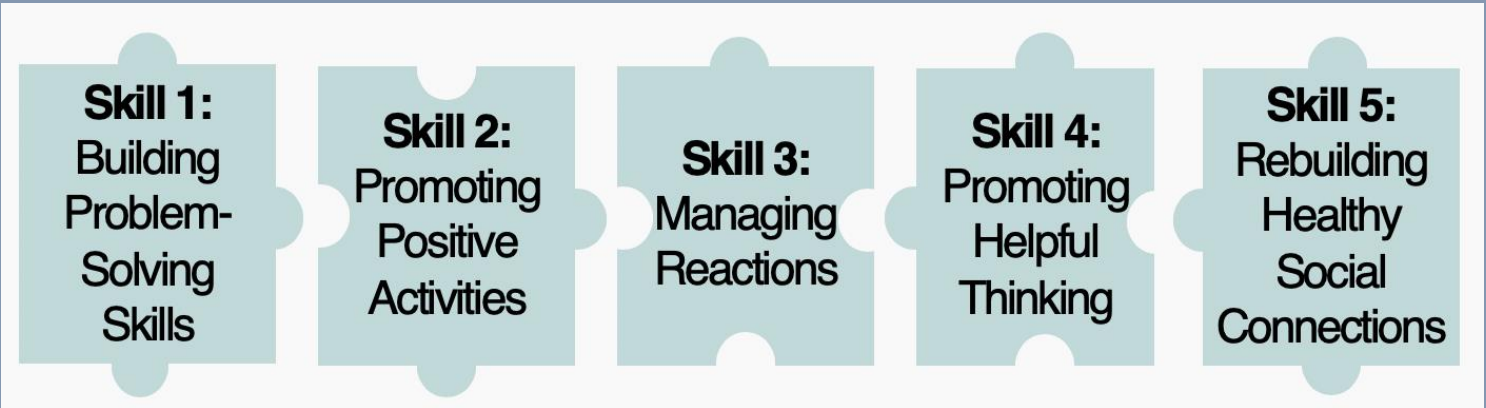 Skill 1:
Building
Problem-
Solving
Skills
Skill 2:
Promoting
Positive
Activities
Skill 3:
Managing
Reactions
Skill 4:
Promoting
Helpful
Thinking
Skill 5:
Rebuilding
Healthy
Social
Connections